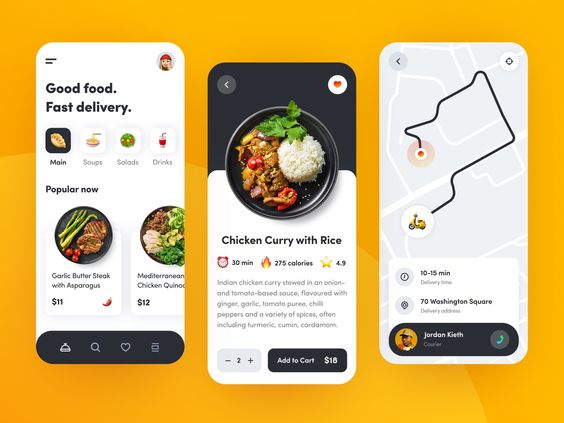 Good food.
Fast delivery.
Main
Soups
Salads
Drinks
Popular now
Garlic Butter Steak
with Asparagus
$11
Mediterranean
Chicken Quinoa
$12
Chicken Curry with Rice
30 min
275 calories
4.9
Indian chicken curry stewed in an onion-
and tomato-based sauce, flavoured with
ginger, garlic, tomato puree, chilli
peppers and a variety of spices, often
including turmeric, cumin, cardamom.
2
Add to Cart $18
10-15 min
Delivery time
70 Washington Square
Delivery address
Jordan Kieth
Courier